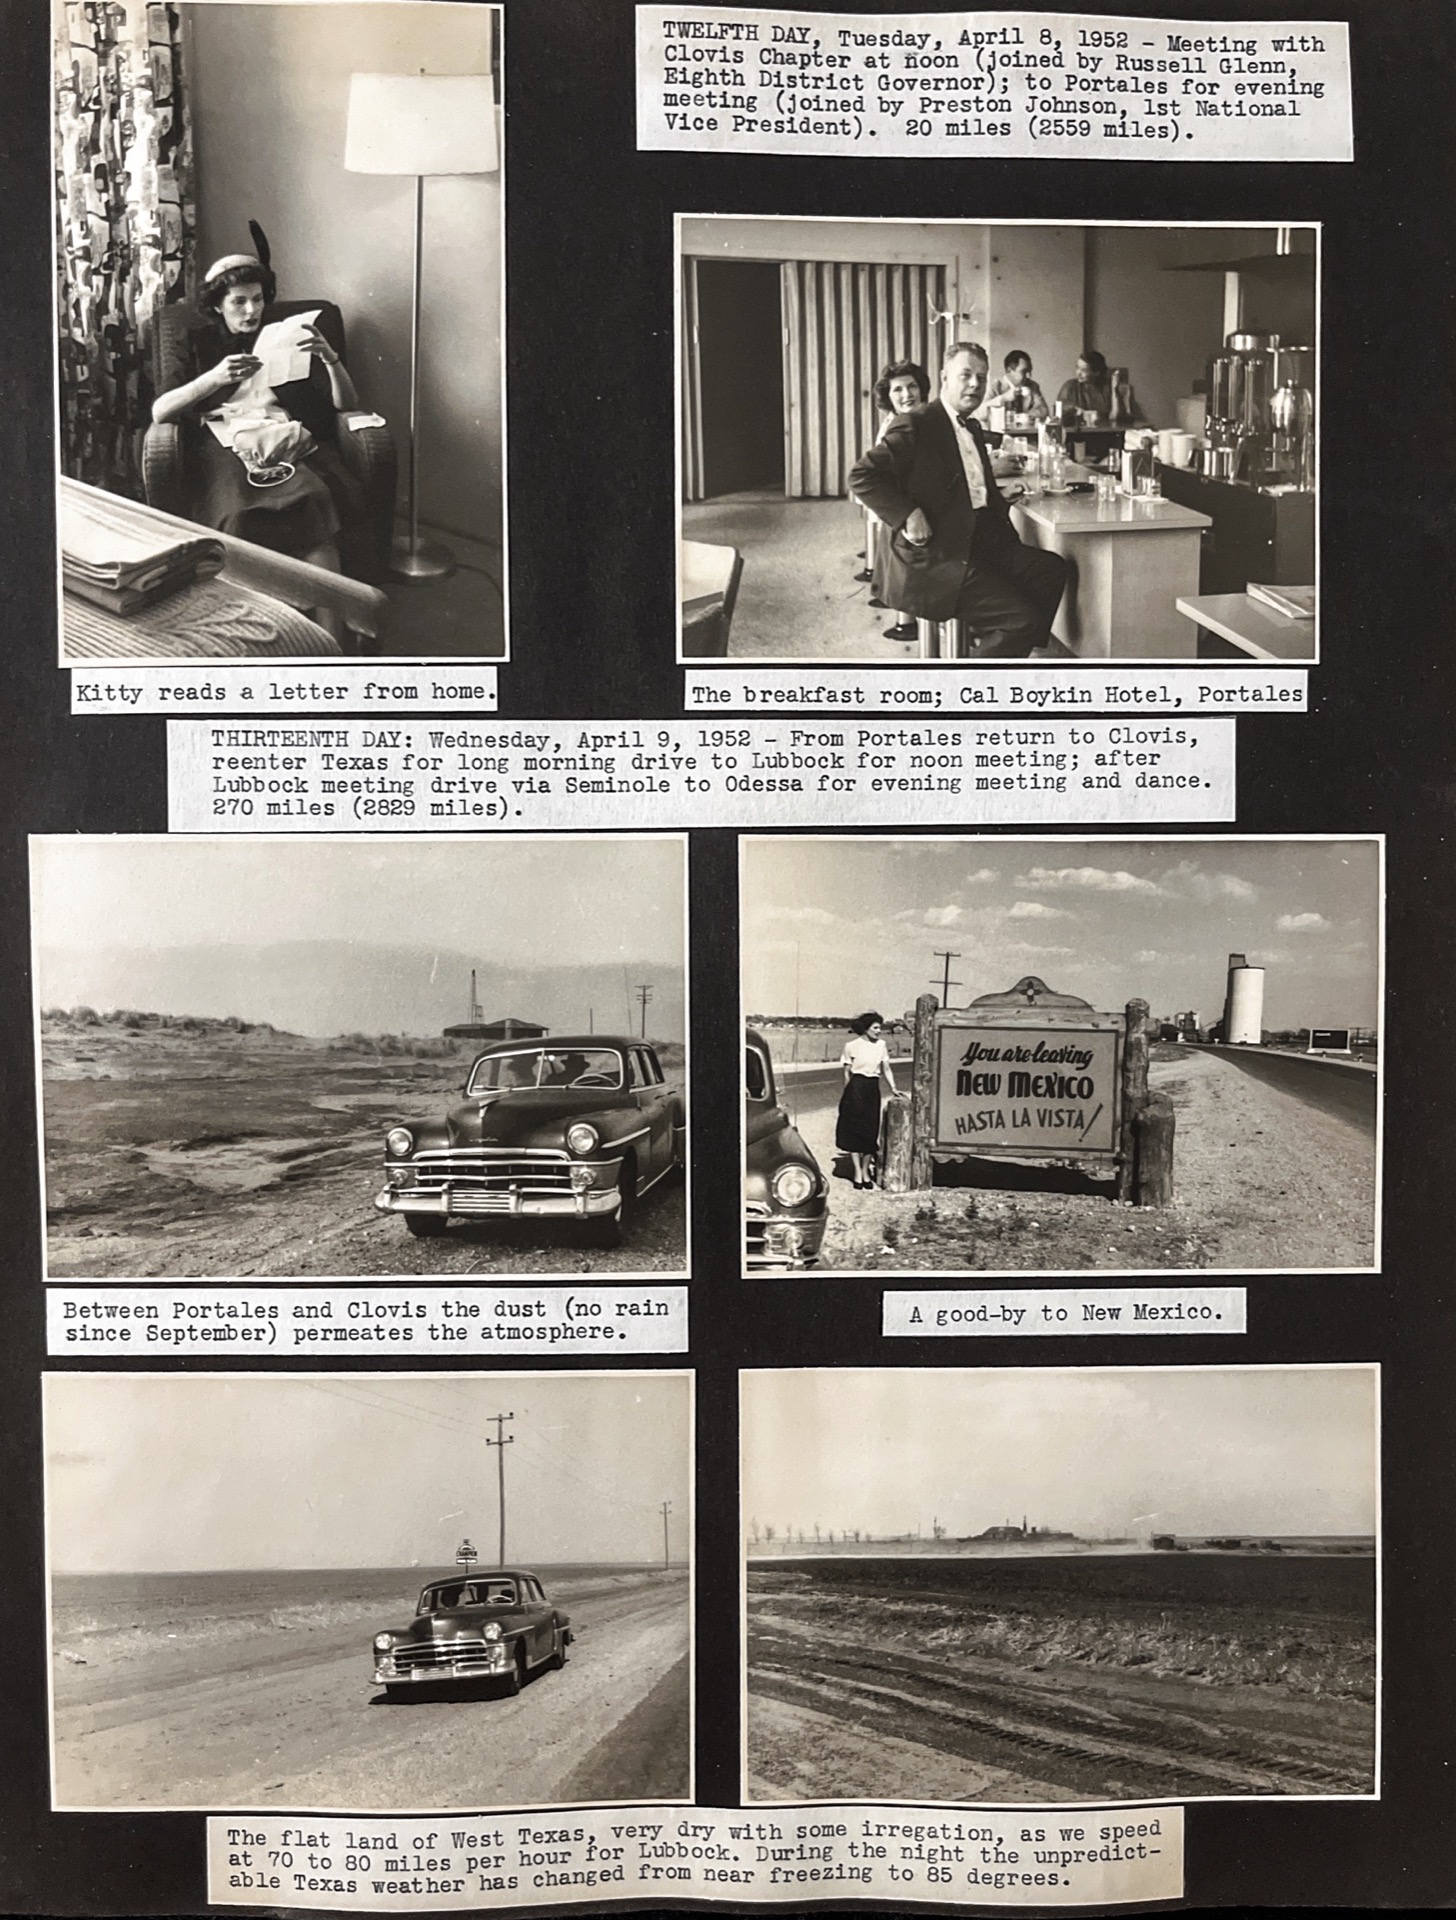 TWELFTH DAY, Tuesday, April 8, 1952 - Meeting with
Clovis Chapter at noon (joined by Russell Glenn,
Eighth District Governor); to Portales for evening
meeting (joined by Preston Johnson, 1st National
Vice President). 20 miles (2559 miles).
Kitty reads a letter from home.
The breakfast room; Cal Boykin Hotel, Portales
THIRTEENTH DAY: Wednesday, April 9, 1952 - From Portales return to Clovis,
reenter Texas for long morning drive to Lubbock for noon meeting; after
Lubbock meeting drive via Seminole to Odessa for evening meeting and dance.
270 miles (2829 miles).
You are leaving
NEW MEXICO
HASTA LA VISTA!
Between Portales and Clovis the dust (no rain
since September) permeates the atmosphere.
A good-by to New Mexico.
The flat land of West Texas, very dry with some irregation, as we speed
at 70 to 80 miles per hour for Lubbock. During the night the unpredict-
able Texas weather has changed from near freezing to 85 degrees.